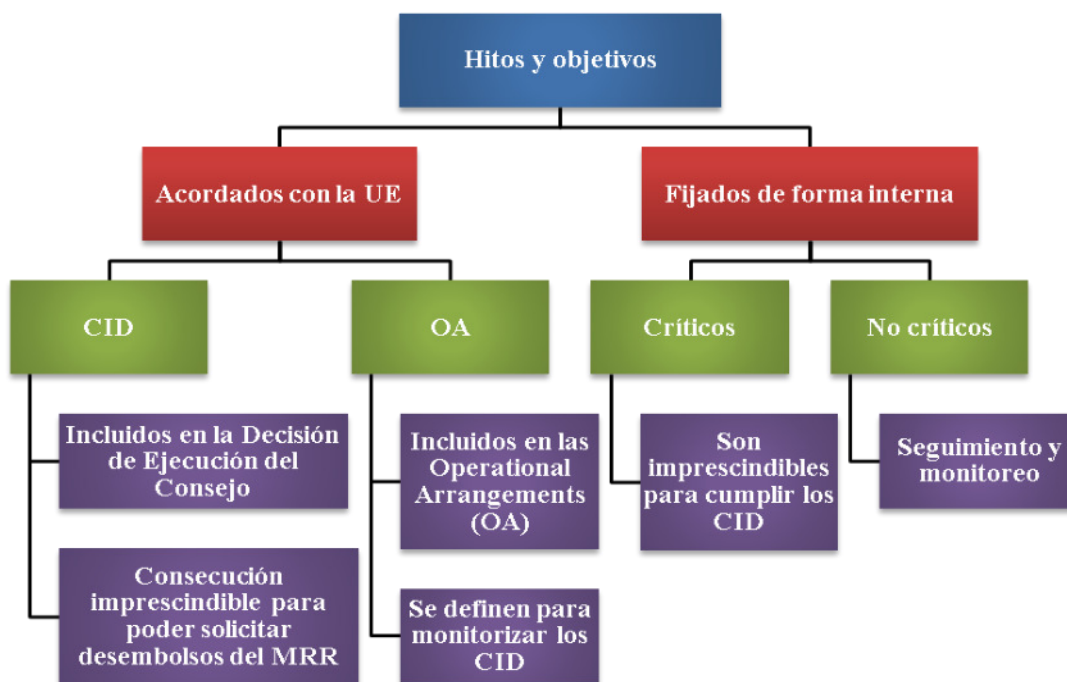 Hitos y objetivos
Acordados con la UE
Fijados de forma interna
CID
OA
Críticos
No críticos
Incluidos en la Decisión
de Ejecución del
Consejo
Consecución
imprescindible para
poder solicitar
desembolsos del MRR
Incluidos en las
Operational
Arrangements
(OA)
Se definen para
monitorizar los
CID
Son
imprescindibles
para cumplir los
CID
Seguimiento y
monitoreo